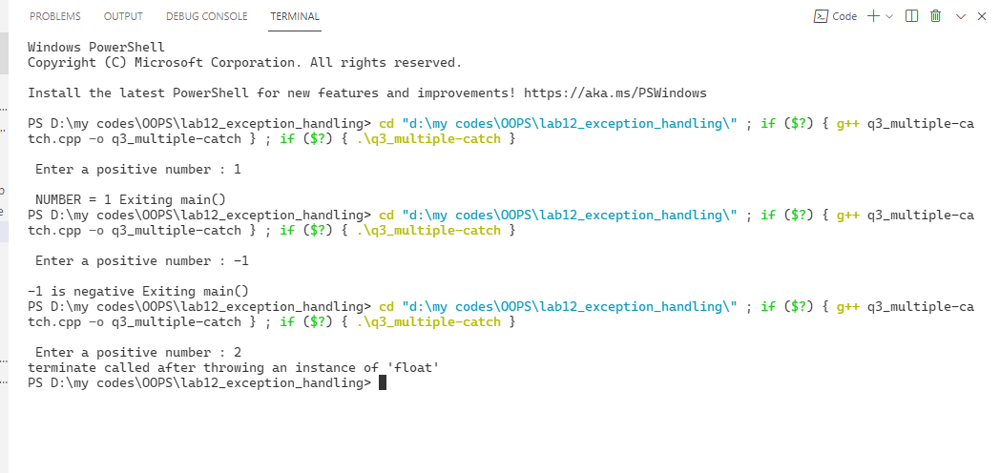 PROBLEMS OUTPUT DEBUG CONSOLE TERMINAL Code
Windows PowerShell
Copyright (C) Microsoft Corporation. All rights reserved.
Install the latest PowerShell for new features and improvements! https://aka.ms/PSWindows
PS D:\my codes\OOPS\lab12_exception_handling> cd "d:\my codes\OOPS\lab12_exception_handling\" ; if ($?) { g++ q3_multiple-ca
tch.cpp -o q3_multiple-catch } ; if ($?) { .\q3_multiple-catch }
Enter a positive number : 1
NUMBER = 1 Exiting main()
PS D:\my codes\OOPS\lab12_exception_handling> cd "d:\my codes\OOPS\lab12_exception_handling\" ; if ($?) { g++ q3_multiple-ca
tch.cpp -o q3_multiple-catch } ; if ($?) { .\q3_multiple-catch }
Enter a positive number : -1
-1 is negative Exiting main()
PS D:\my codes\OOPS\lab12_exception_handling> cd "d:\my codes\OOPS\lab12_exception_handling\" ; if ($?) { g++ q3_multiple-ca
tch.cpp -o q3_multiple-catch } ; if ($?) { .\q3_multiple-catch }
Enter a positive number : 2
terminate called after throwing an instance of 'float'
PS D:\my codes\OOPS\lab12_exception_handling>